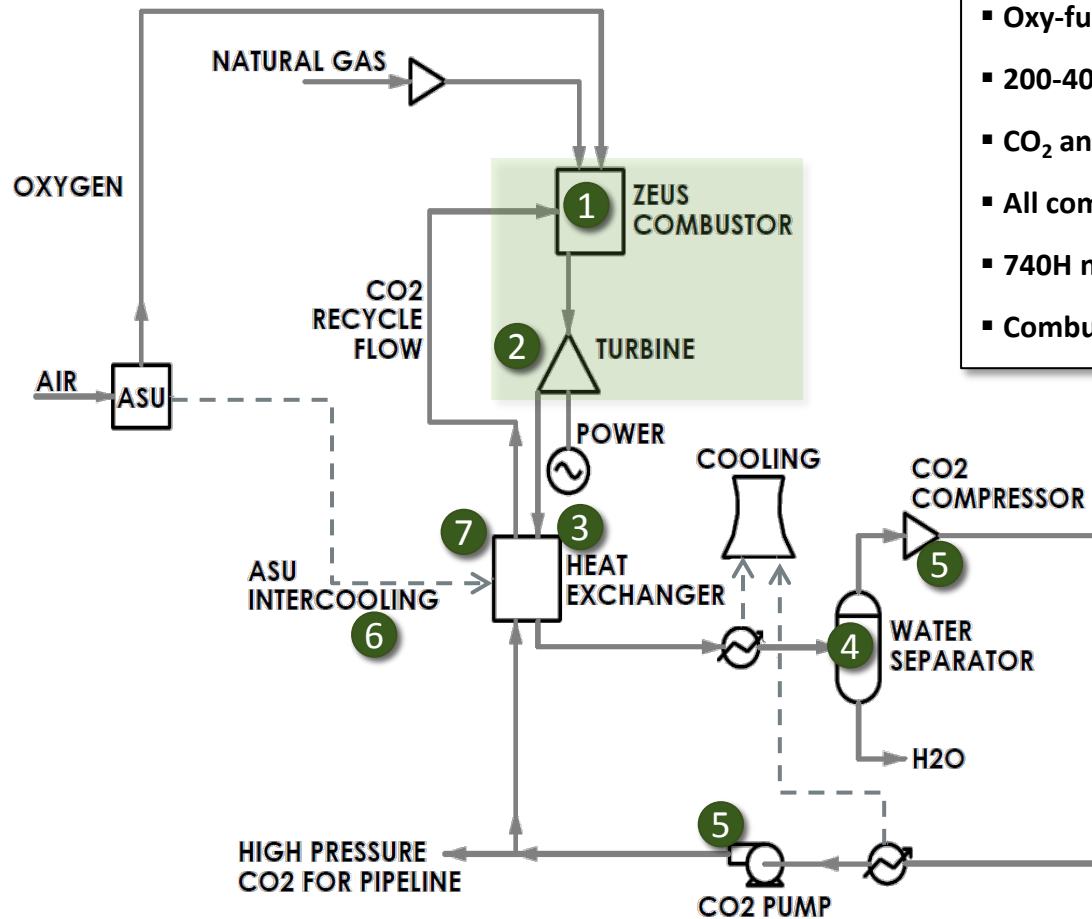 NATURAL GAS
OXYGEN
AIR
ASU
1
ZEUS
COMBUSTOR
CO2
RECYCLE
FLOW
2
TURBINE
POWER
COOLING
CO2
COMPRESSOR
5
7
3
HEAT
EXCHANGER
ASU
INTERCOOLING
6
4
WATER
SEPARATOR
H2O
HIGH PRESSURE
CO2 FOR PIPELINE
5
CO2 PUMP
▪ Oxy-fu
▪ 200-40
▪ CO₂ an
▪ All com
▪ 740H
▪ Combu